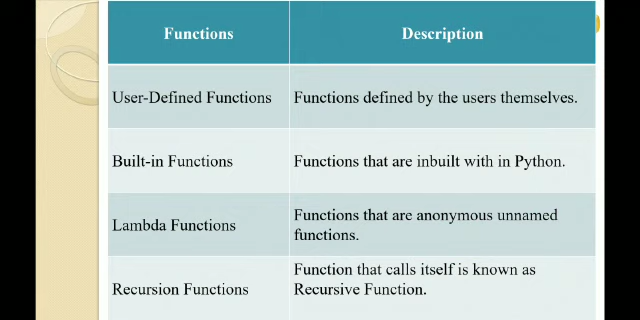 Functions
Description
User-Defined Functions
Functions defined by the users themselves.
Built-in Functions
Functions that are inbuilt with in Python.
Lambda Functions
Functions that are anonymous unnamed
functions.
Recursion Functions
Function that calls itself is known as
Recursive Function.